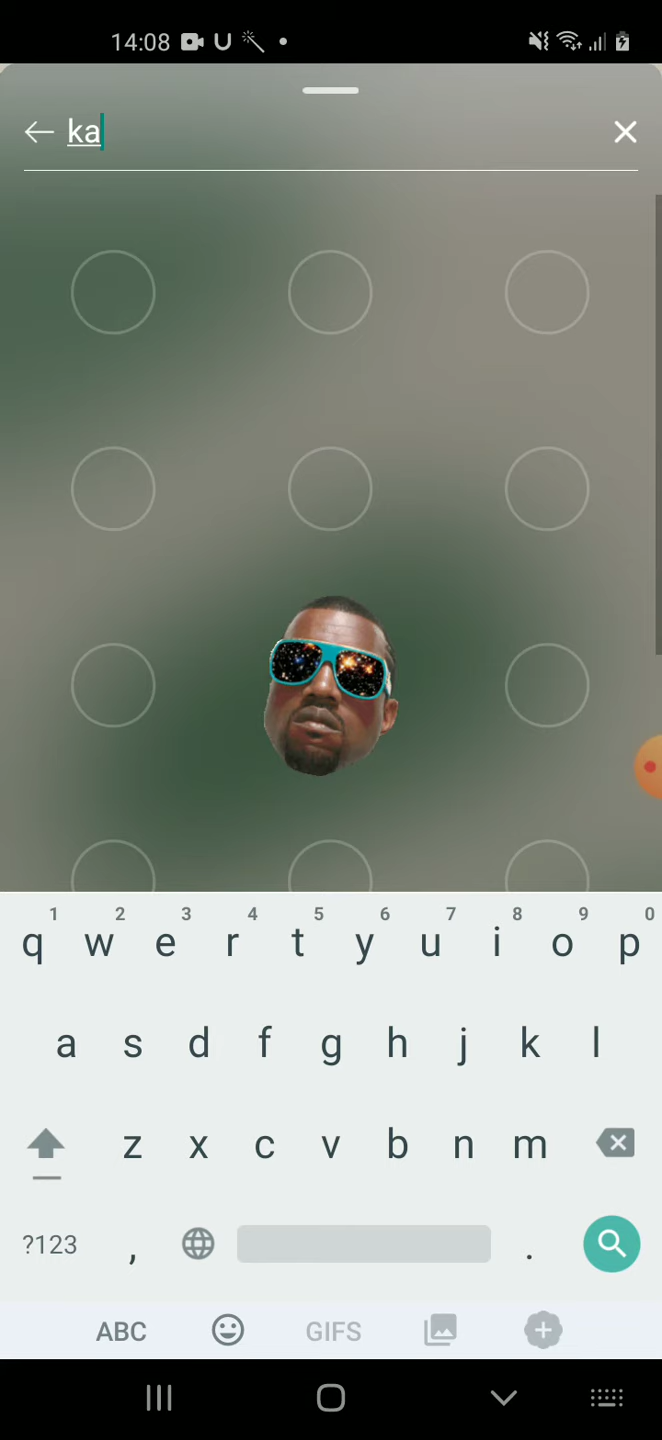 14:08
ka
1 2 3 4 5 6 7 8 9 0
q w e r t y u i o p
a s d f g h j k l
z x c v b n m
?123 , .
ABC GIFS